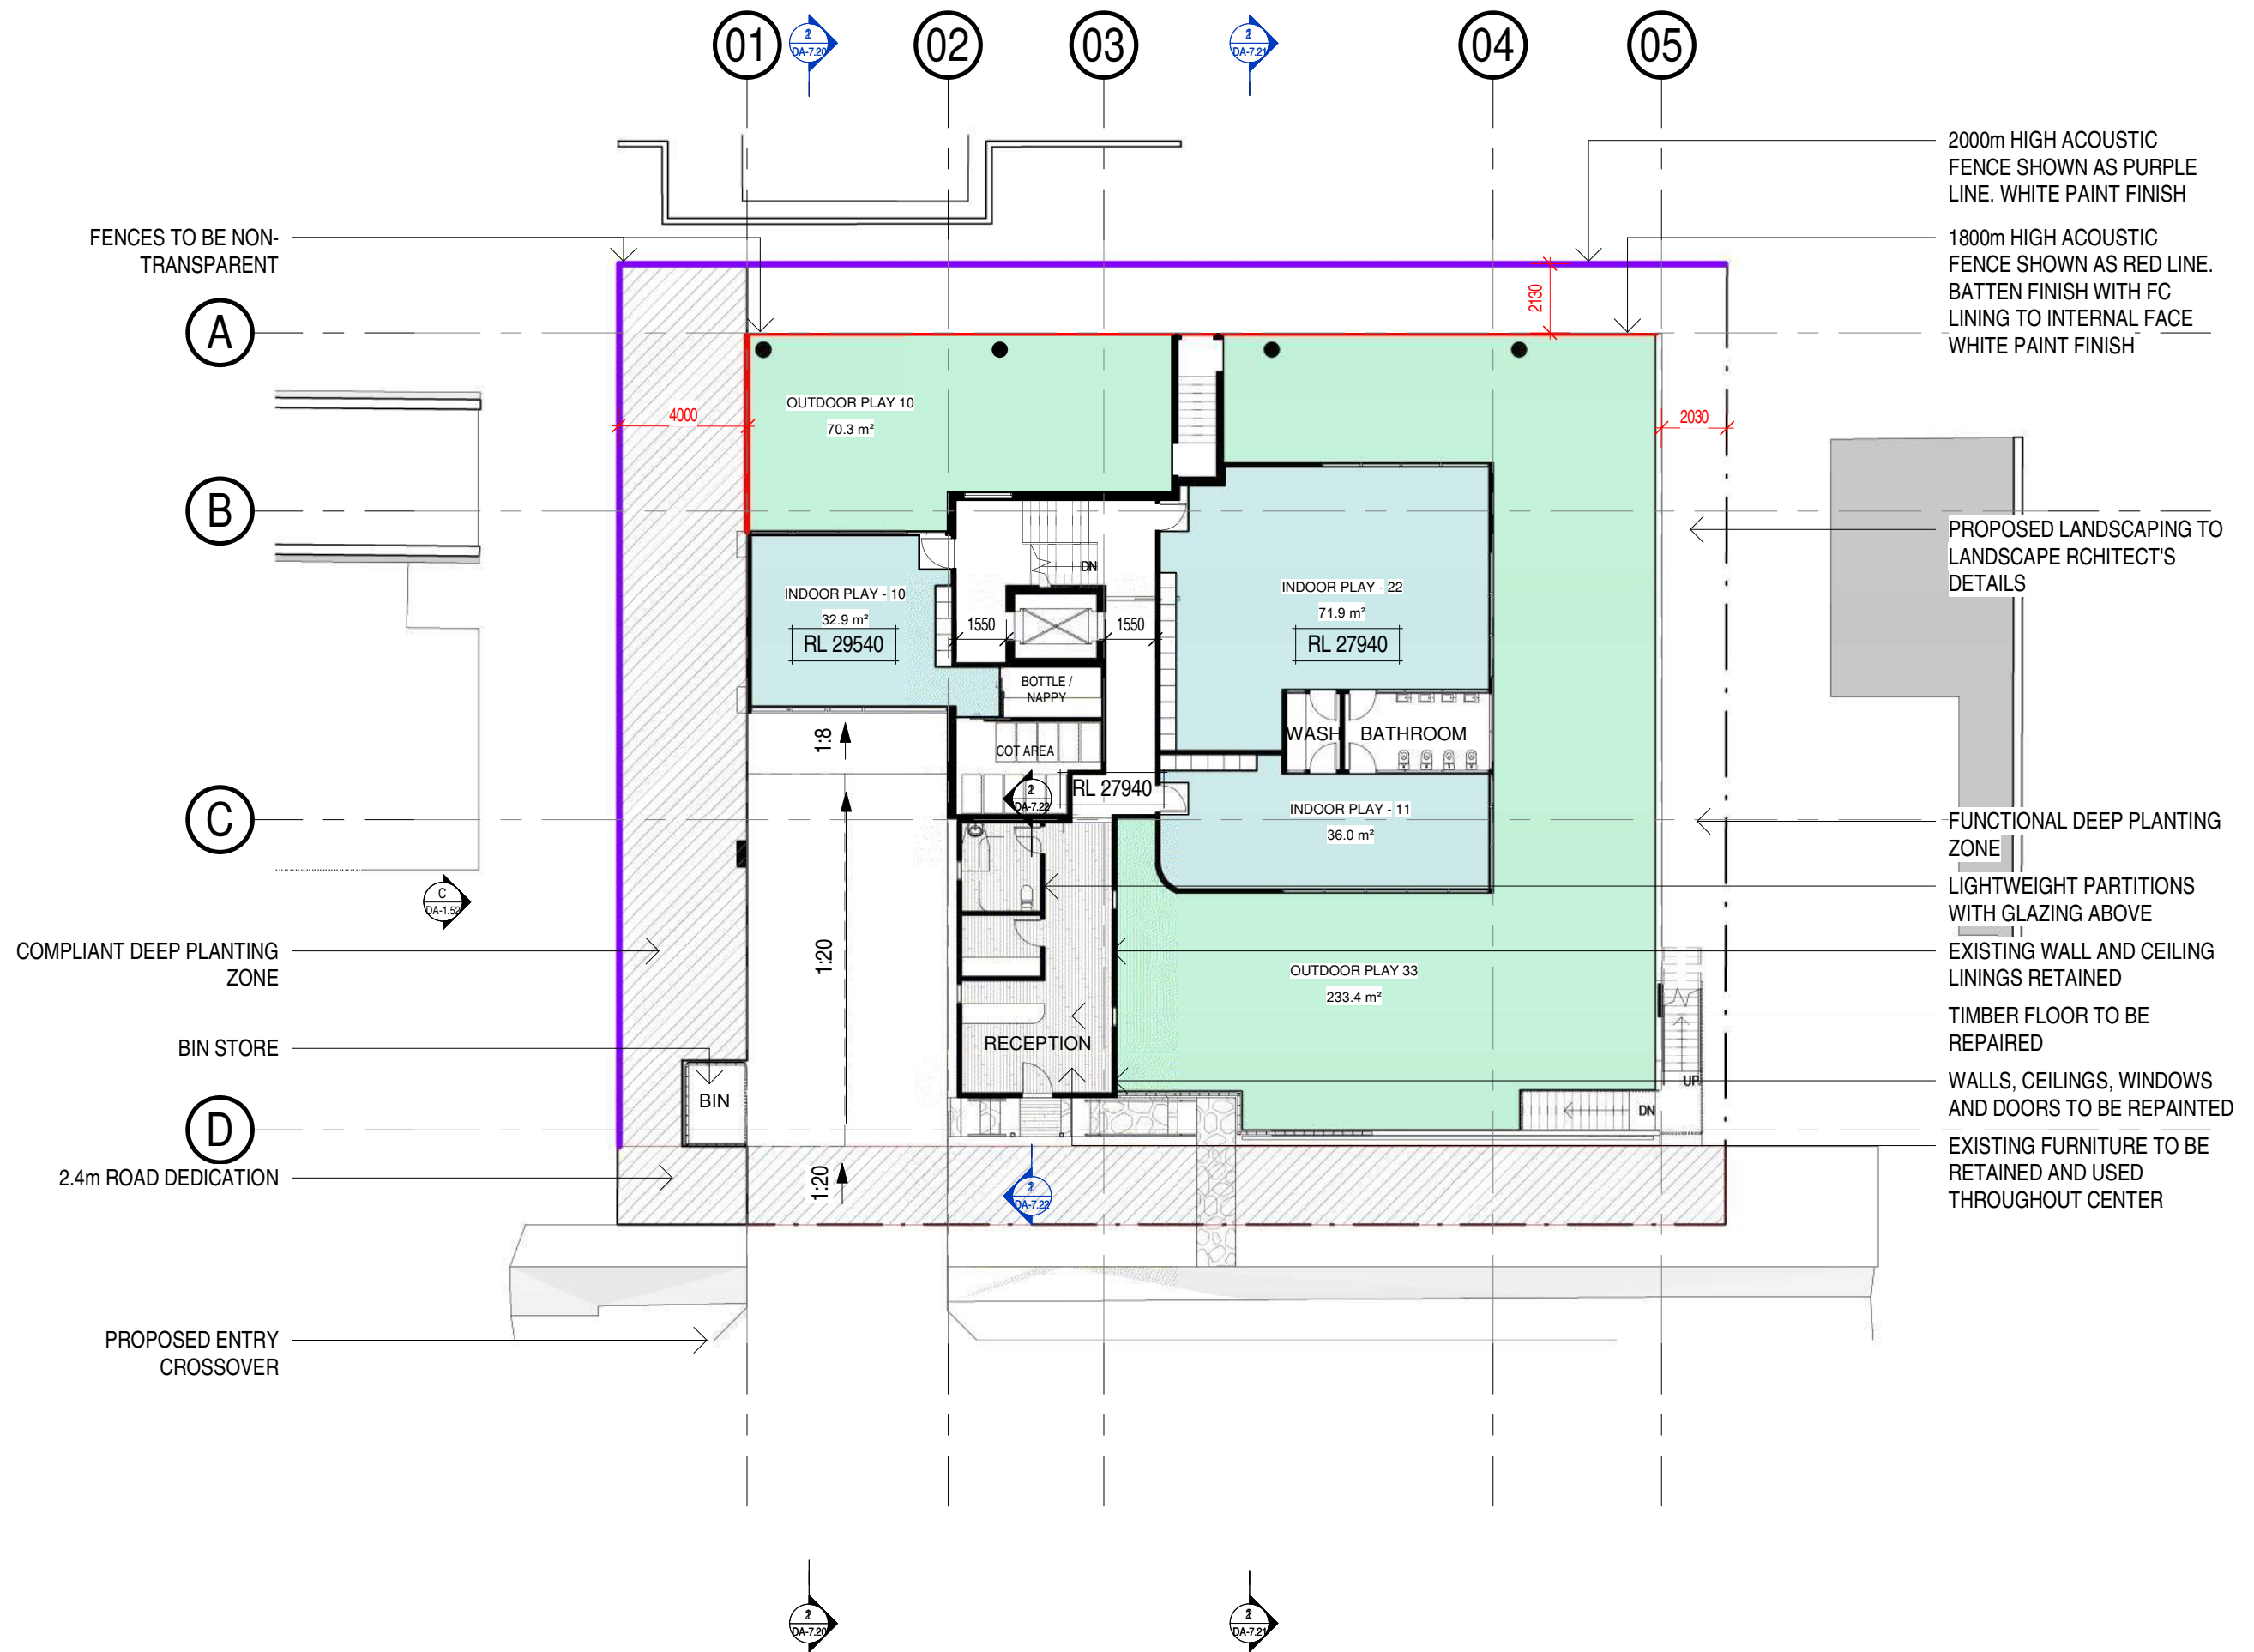 01
2
DA-7.20
02
03
2
DA-7.21
04
05
2000m HIGH ACOUSTIC
FENCE SHOWN AS PURPLE
LINE. WHITE PAINT FINISH
FENCES TO BE NON-
TRANSPARENT
1800m HIGH ACOUSTIC
FENCE SHOWN AS RED LINE.
BATTEN FINISH WITH FC
LINING TO INTERNAL FACE
WHITE PAINT FINISH
2130
A
OUTDOOR PLAY 10
70.3 m²
4000
2030
B
PROPOSED LANDSCAPING TO
LANDSCAPE RCHITECT'S
DETAILS
DN
INDOOR PLAY - 10
32.9 m²
RL 29540
1550
1550
INDOOR PLAY - 22
71.9 m²
RL 27940
BOTTLE /
NAPPY
1:8
COT AREA
WASH
BATHROOM
2
DA-7.22
RL 27940
C
INDOOR PLAY - 11
36.0 m²
FUNCTIONAL DEEP PLANTING
ZONE
C
DA-1.52
LIGHTWEIGHT PARTITIONS
WITH GLAZING ABOVE
COMPLIANT DEEP PLANTING
ZONE
1:20
EXISTING WALL AND CEILING
LININGS RETAINED
OUTDOOR PLAY 33
233.4 m²
TIMBER FLOOR TO BE
REPAIRED
BIN STORE
RECEPTION
BIN
UP
DN
WALLS, CEILINGS, WINDOWS
AND DOORS TO BE REPAINTED
D
EXISTING FURNITURE TO BE
RETAINED AND USED
THROUGHOUT CENTER
2.4m ROAD DEDICATION
1:20
2
DA-7.22
PROPOSED ENTRY
CROSSOVER
2
DA-7.20
2
DA-7.21